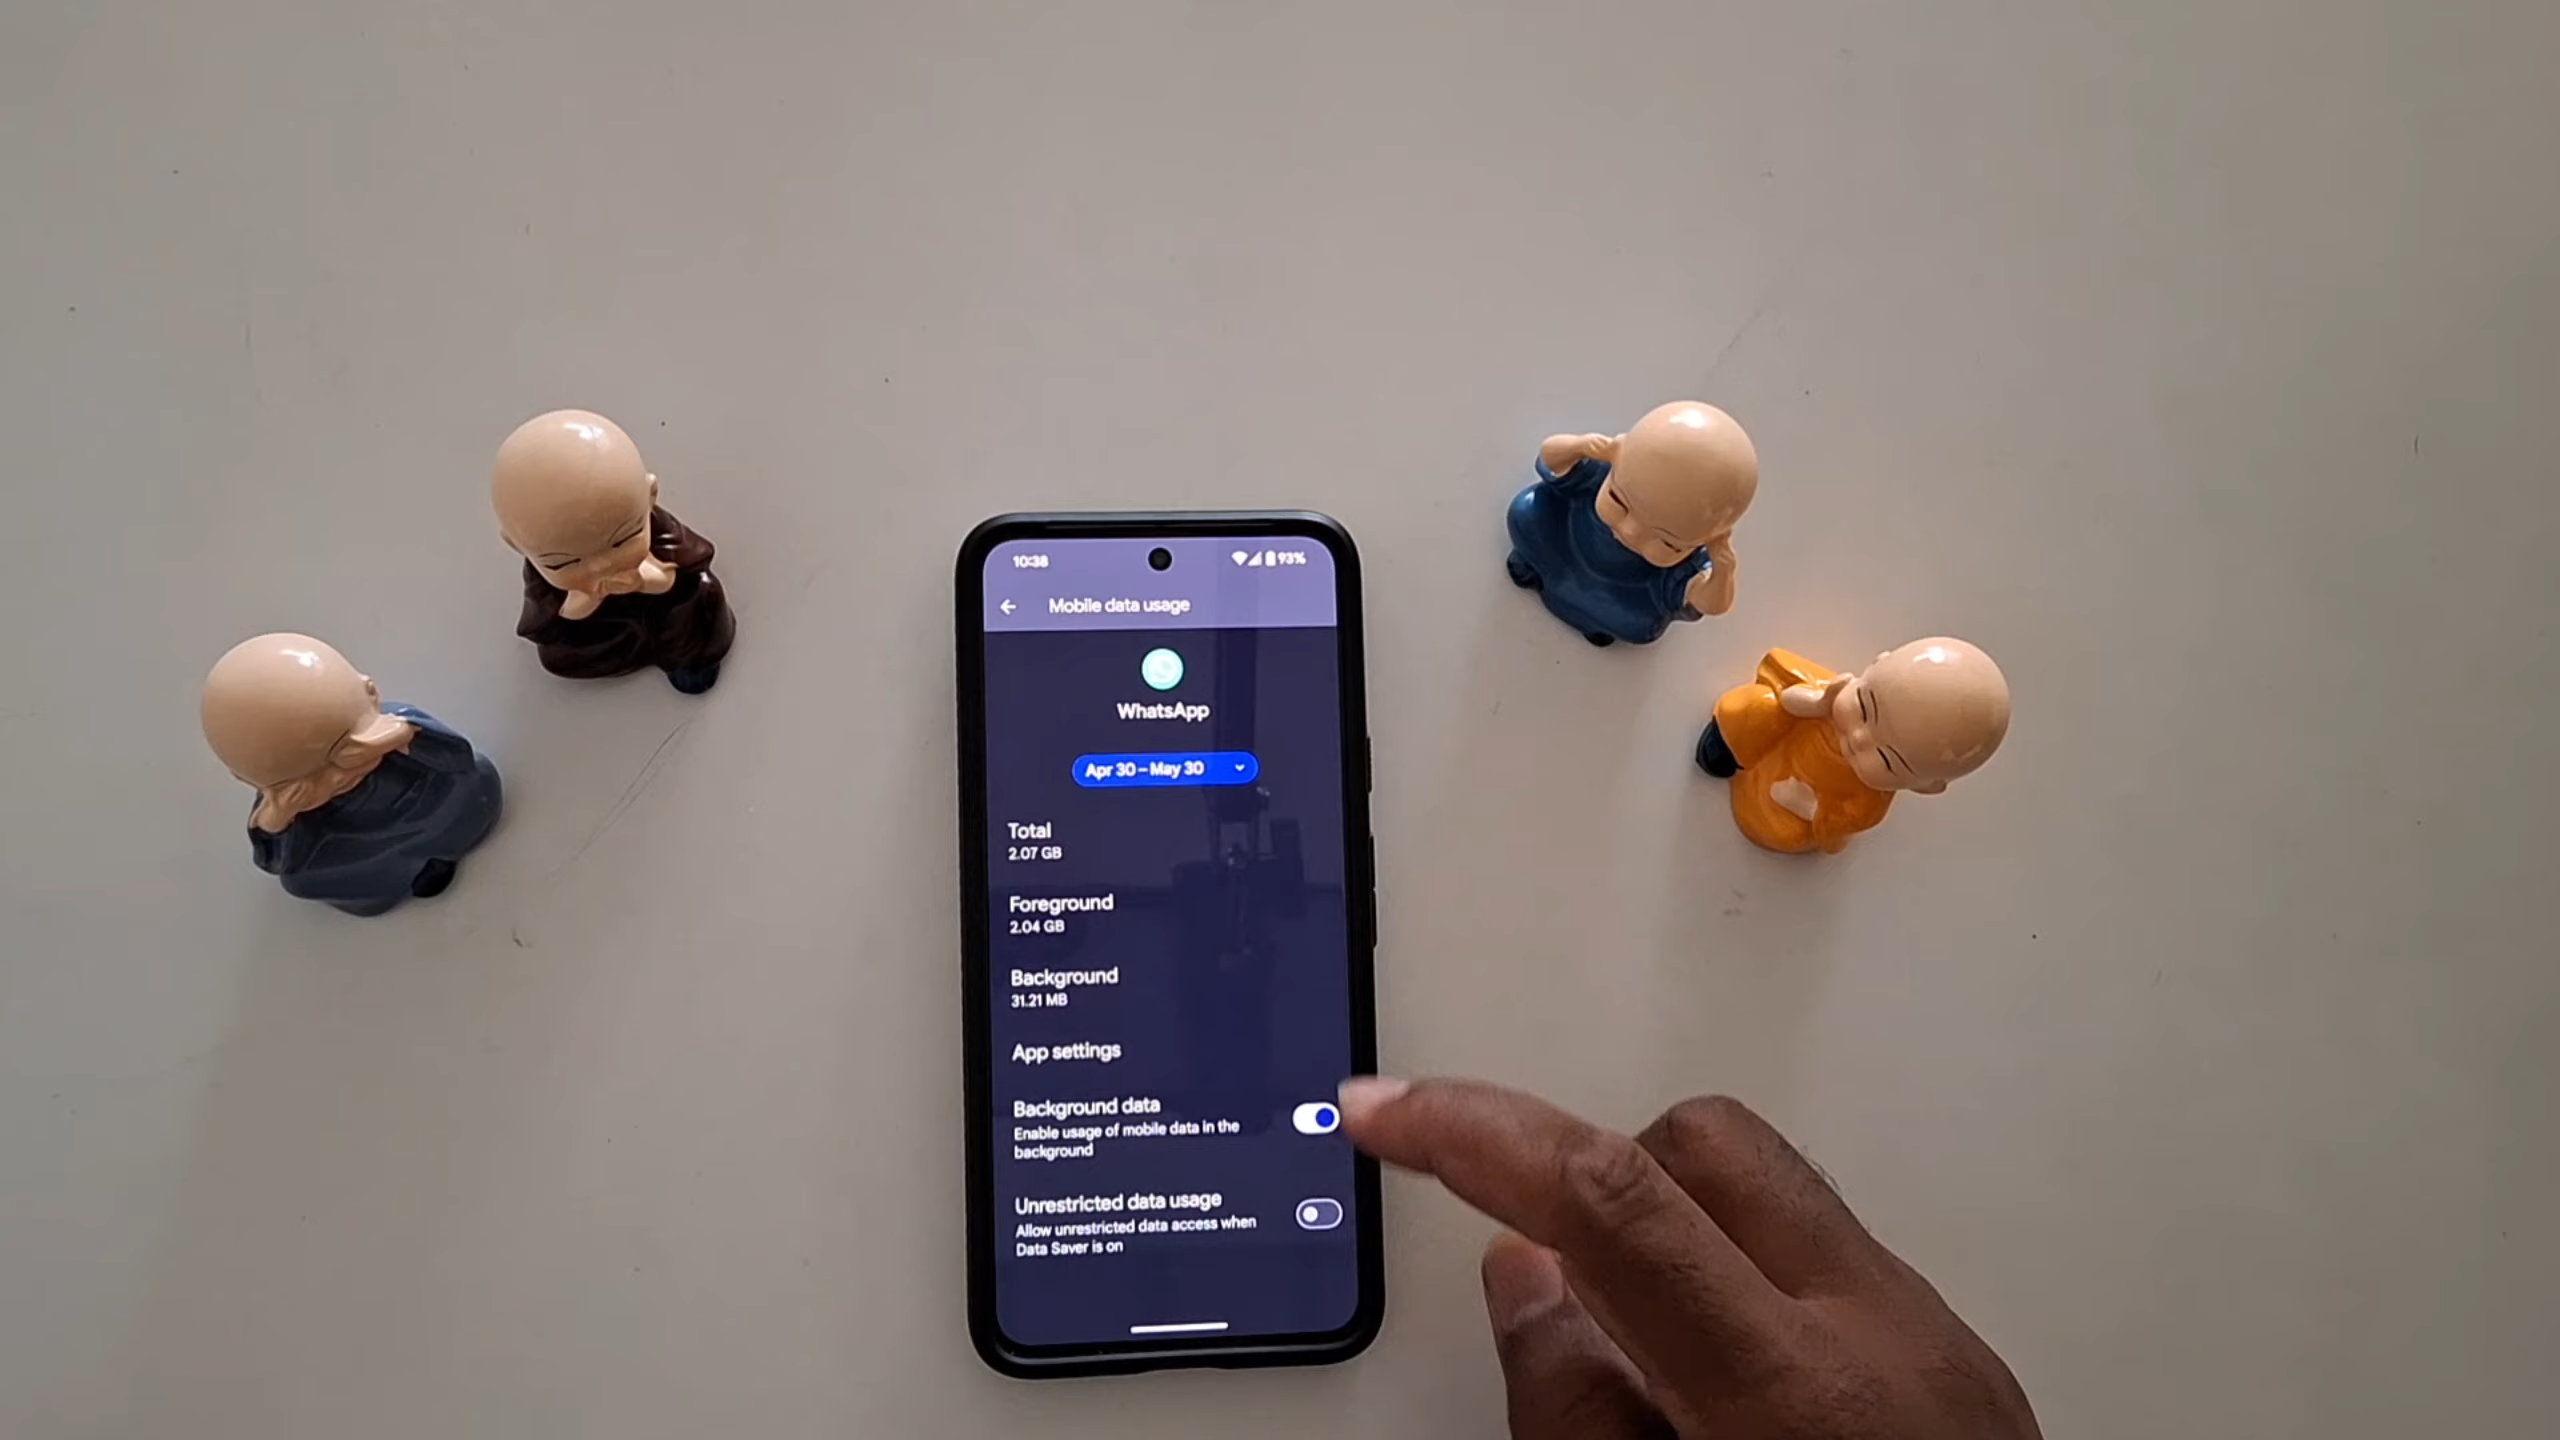 10:38 93%
Mobile data usage
WhatsApp
Apr 30 – May 30
Total
2.07 GB
Foreground
2.04 GB
Background
31.21 MB
App settings
Background data
Enable usage of mobile data in the
background
Unrestricted data usage
Allow unrestricted data access when
Data Saver is on